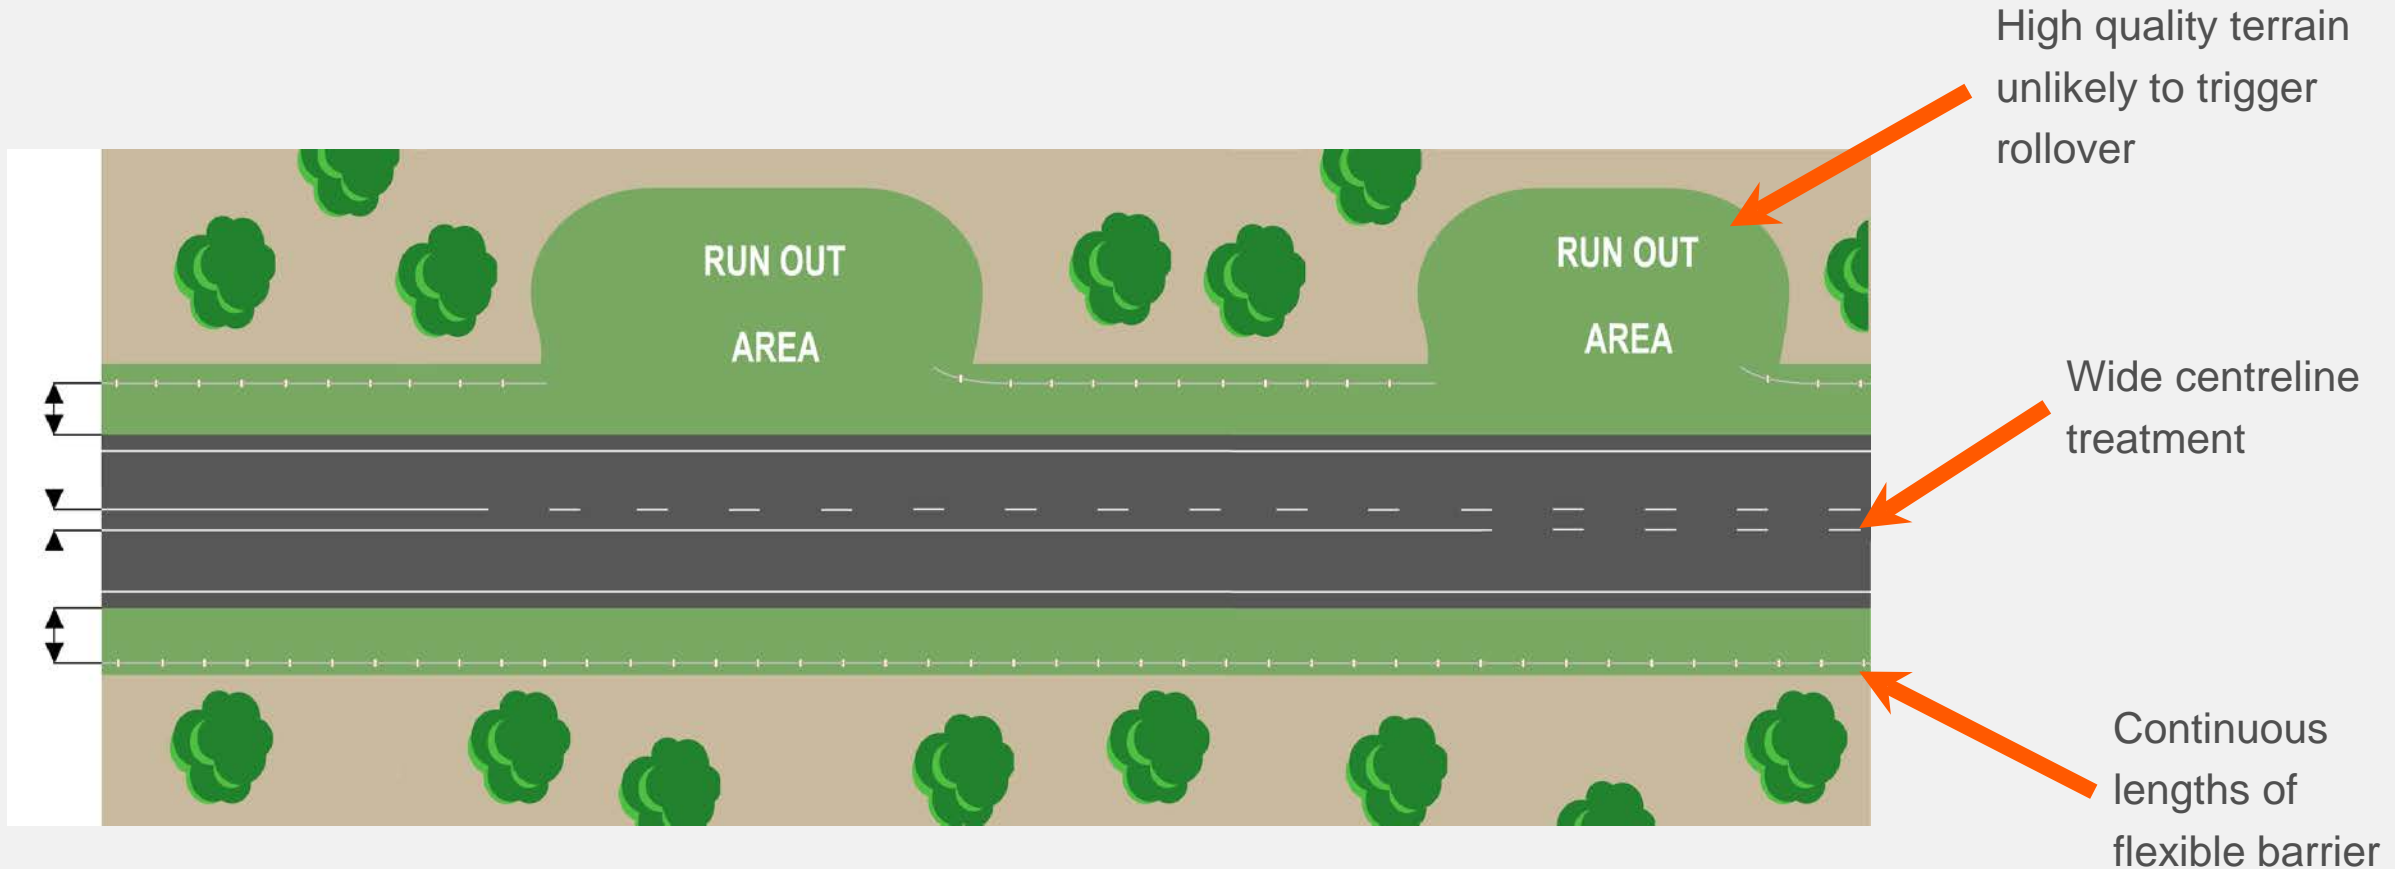 High quality terrain
unlikely to trigger
rollover
RUN OUT
AREA
RUN OUT
AREA
Wide centreline
treatment
Continuous
lengths of
flexible barrier